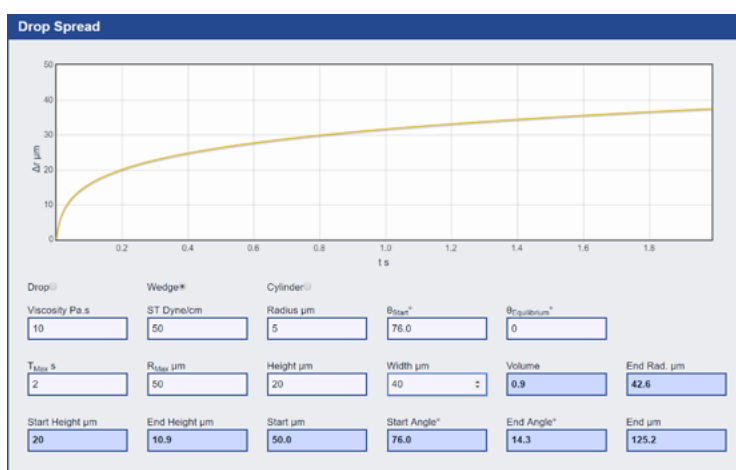 Drop Spread
50
40
30
20
10
0
Δr μm
0.2 0.4 0.6 0.8 1.0 1.2 1.4 1.6 1.8
t s
Drop Wedge Cylinder
Viscosity Pa.s ST Dyne/cm Radius μm θStart° θEquilibrium°
10 50 5 76.0 0
TMax s RMax μm Height μm Width μm Volume End Rad. μm
2 50 20 40 0.9 42.6
Start Height μm End Height μm Start μm Start Angle° End Angle° End μm
20 10.9 50.0 76.0 14.3 125.2